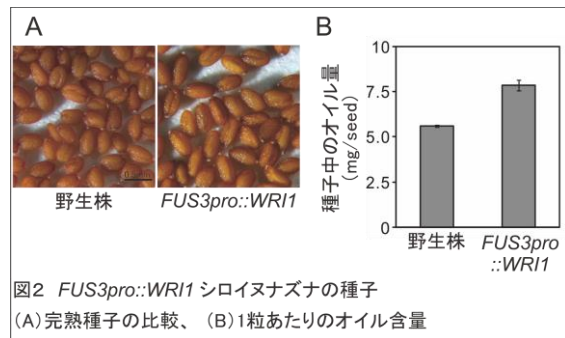 A
B
野生株
FUS3pro::WRI1
種子中のオイル量
(mg/seed)
10
7.5
5.0
2.5
0
野生株
FUS3pro
::WRI1
図2 FUS3pro::WRI1 シロイヌナズナの種子
(A)完熟種子の比較、 (B)1粒あたりのオイル含量